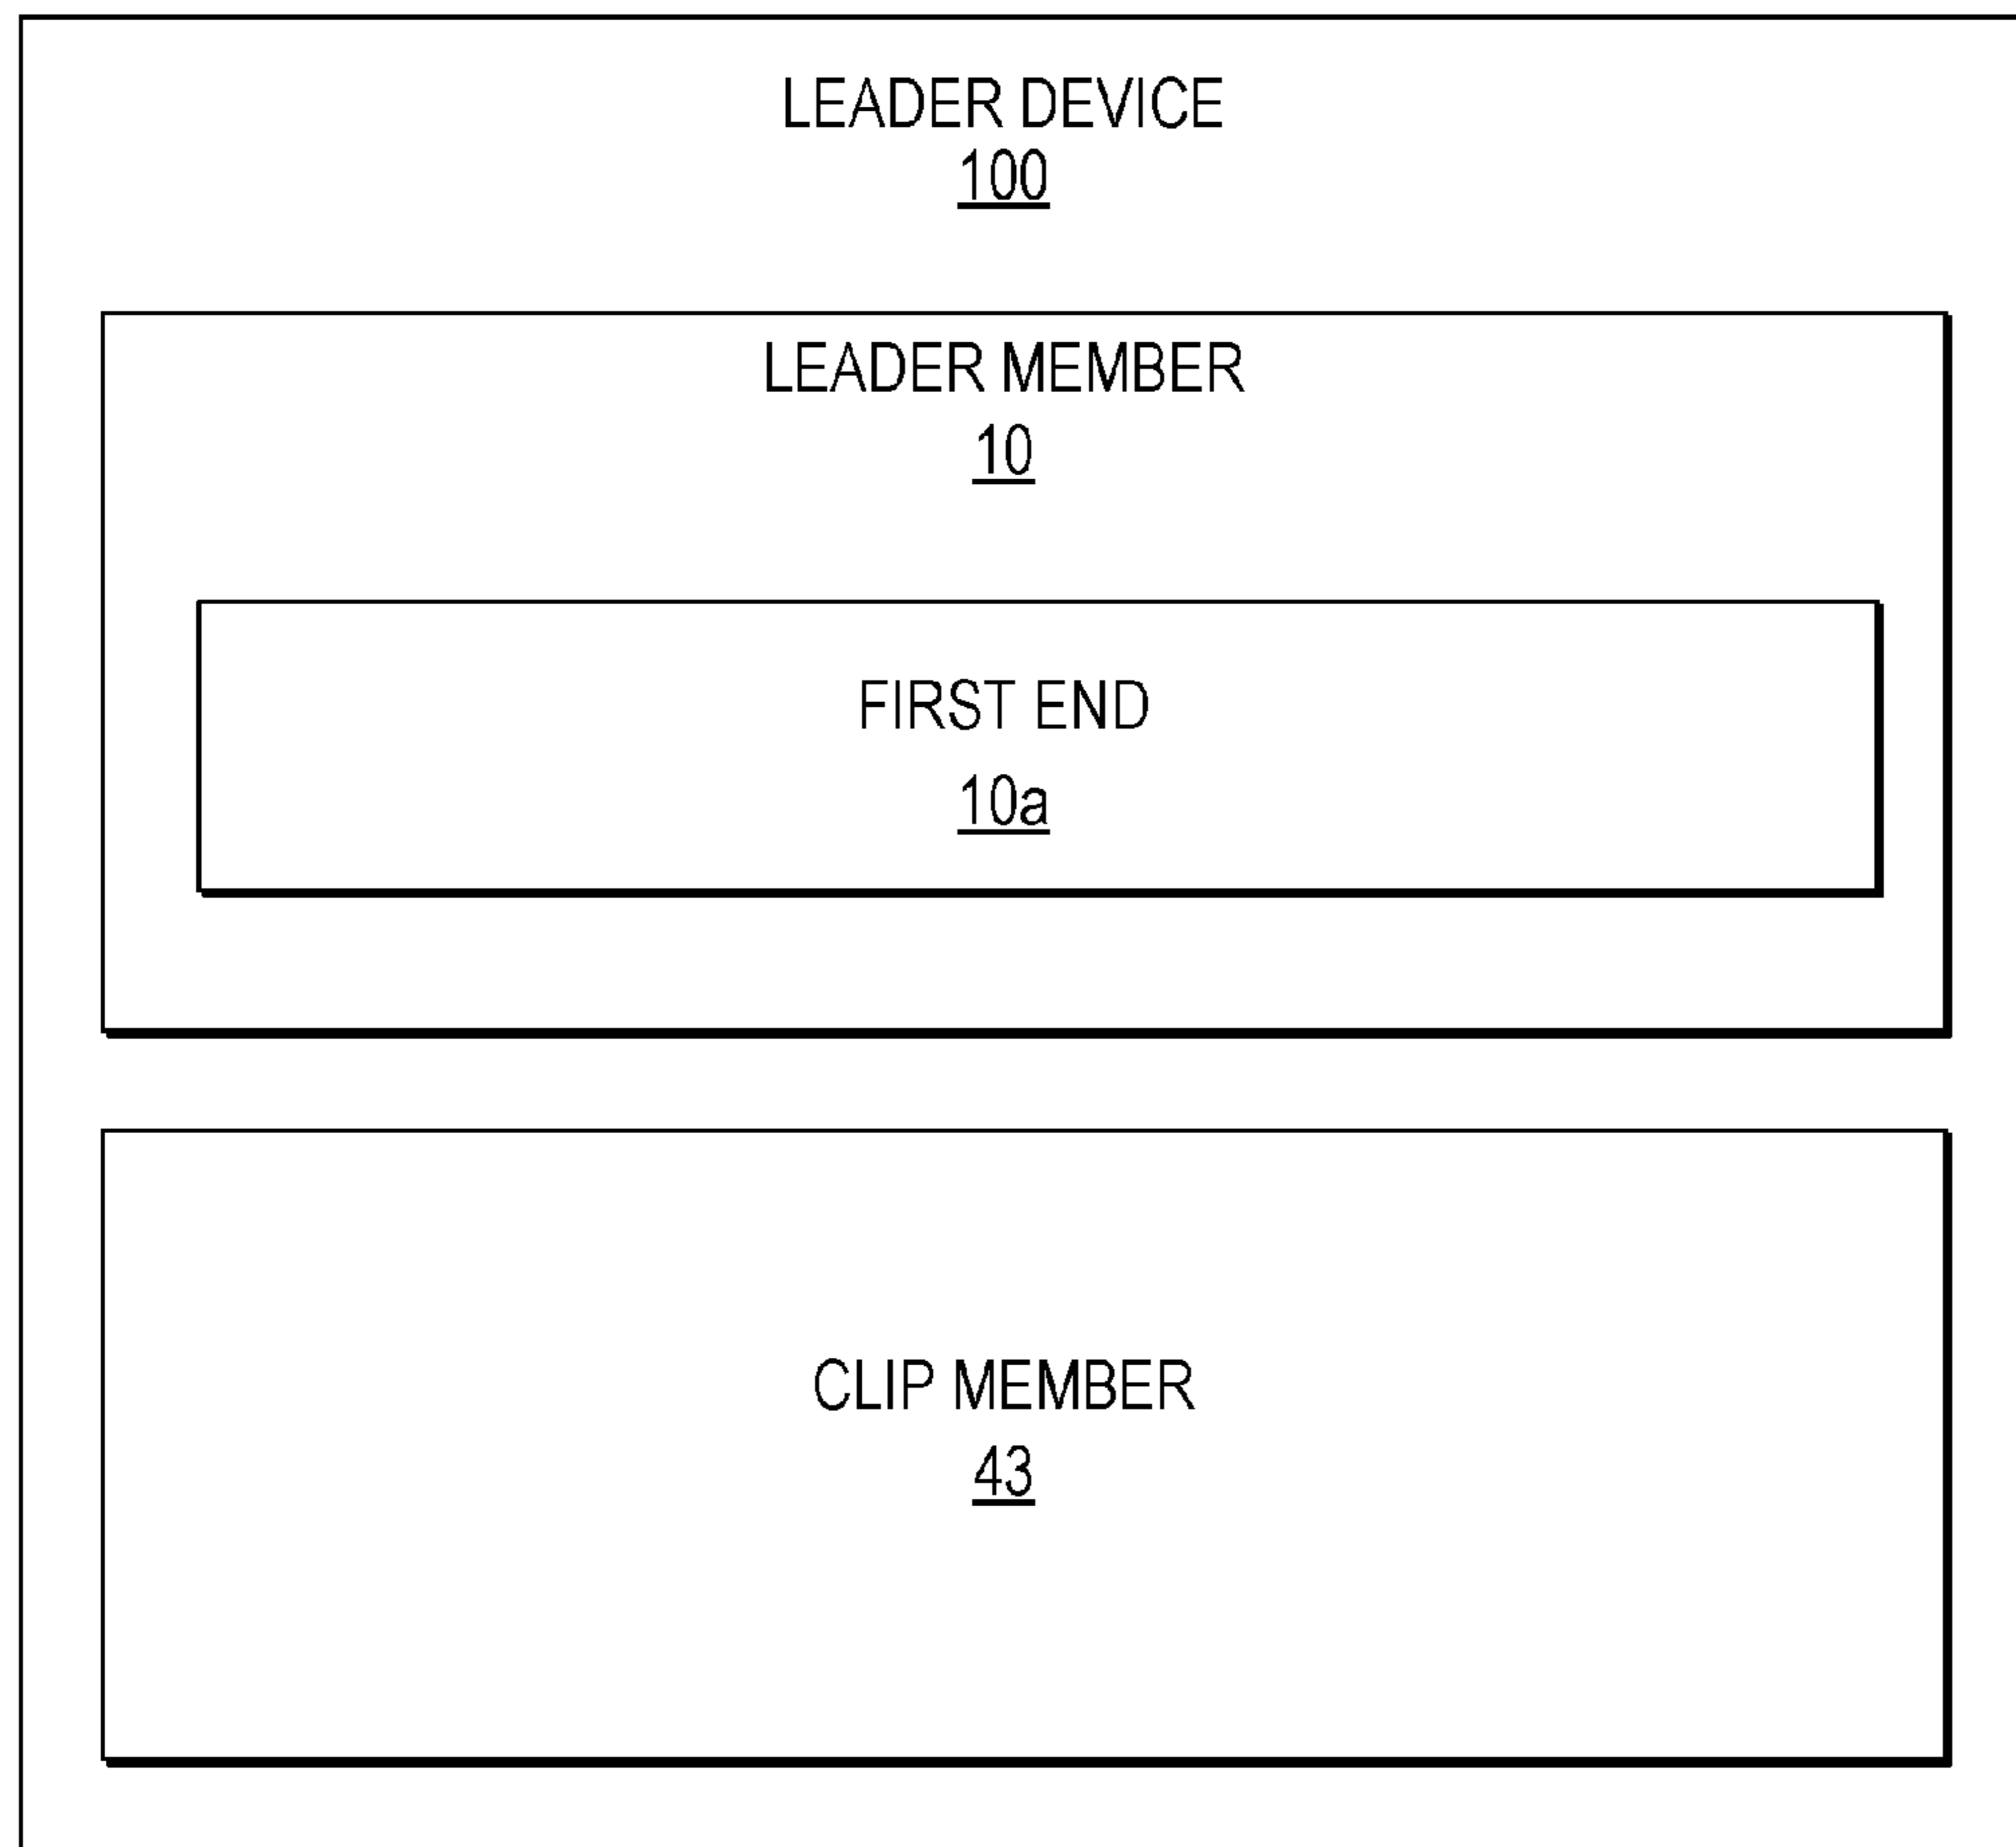 LEADER DEVICE
100
LEADER MEMBER
10
FIRST END
10a
CLIP MEMBER
43